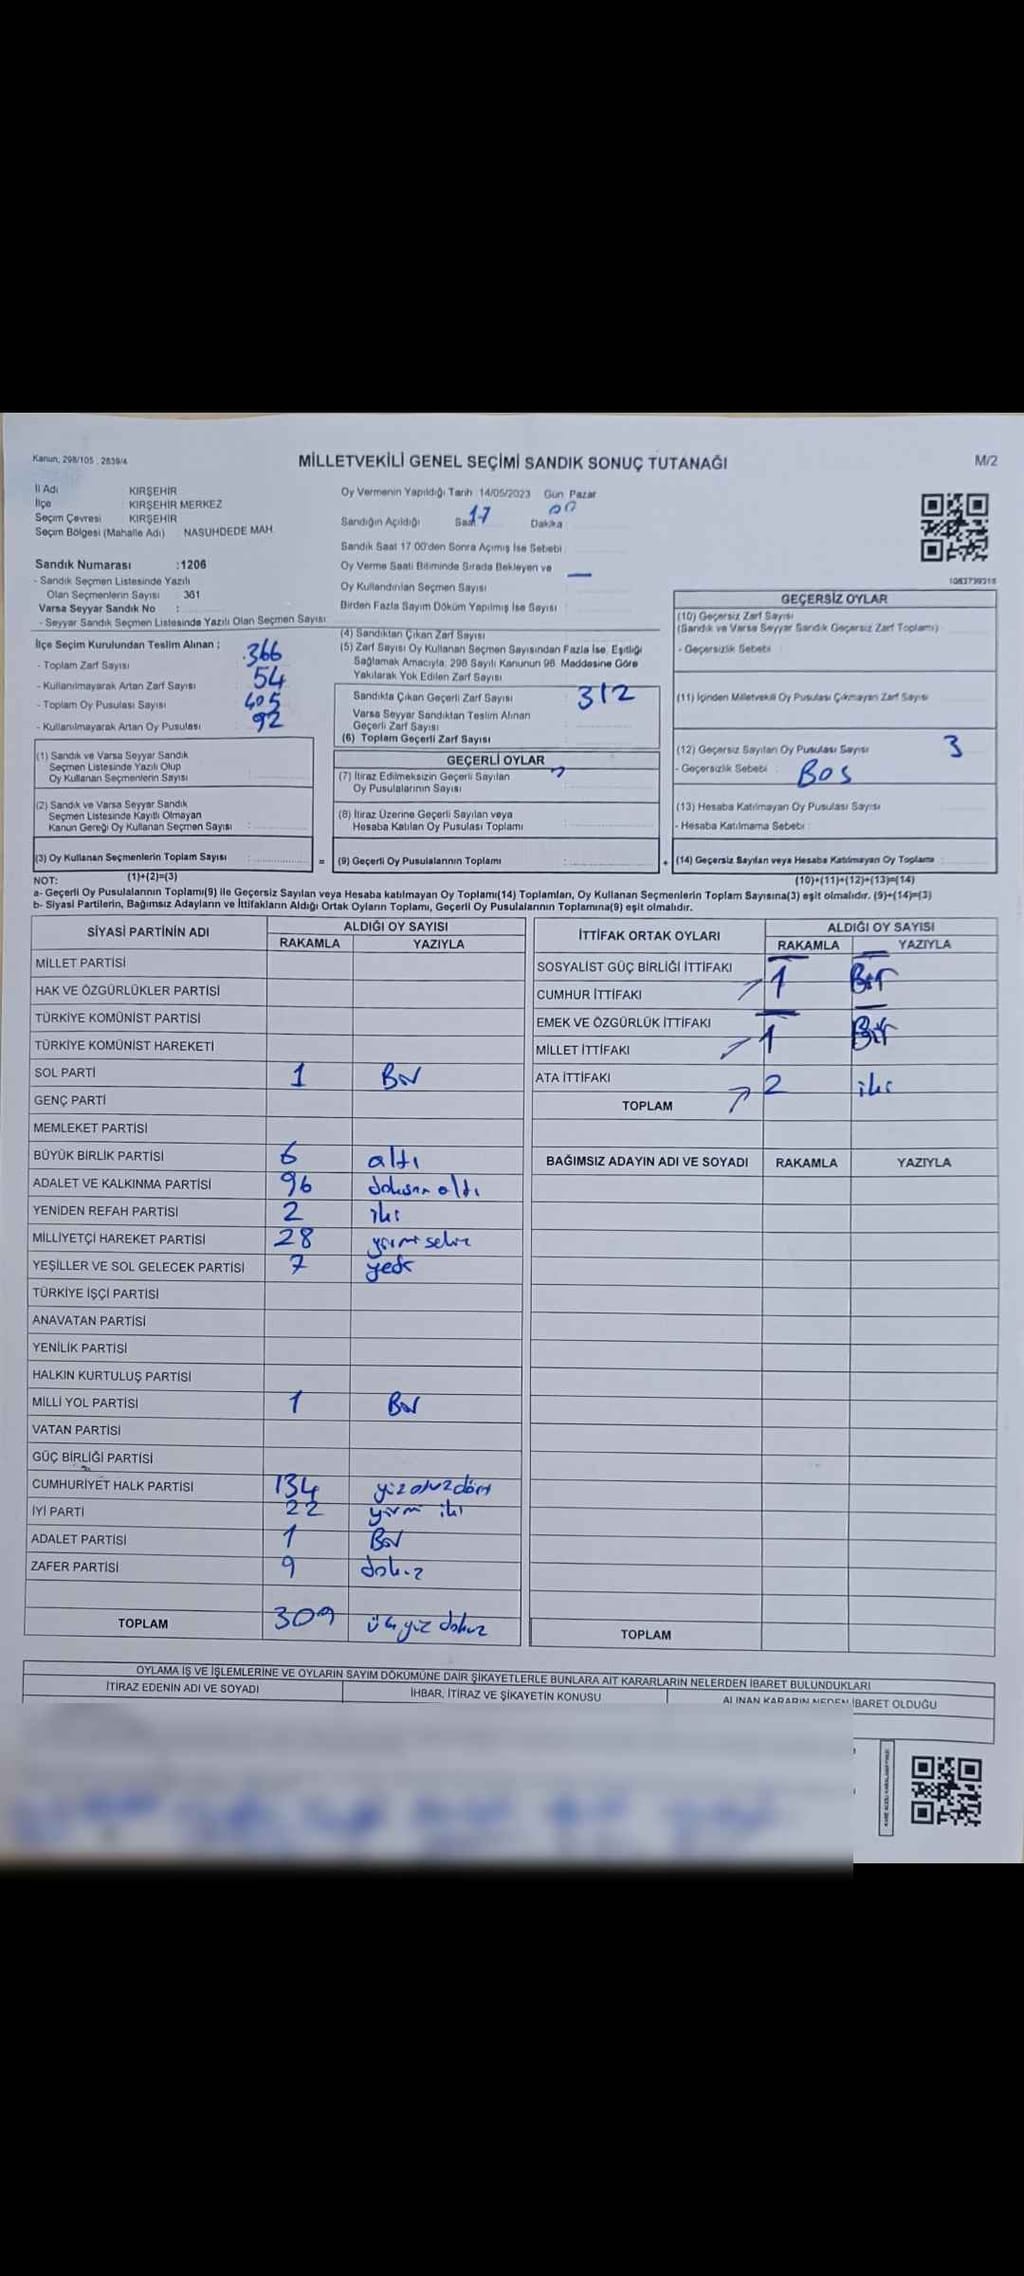 Kanun; 298/105 , 2839/4
MİLLETVEKİLİ GENEL SEÇİMİ SANDIK SONUÇ TUTANAĞI
M/2
İl Adı KIRŞEHİR
İlçe KIRŞEHİR MERKEZ
Seçim Çevresi KIRŞEHİR
Seçim Bölgesi (Mahalle Adı) NASUHDEDE MAH.
Sandık Numarası :1206
- Sandık Seçmen Listesinde Yazılı
Olan Seçmenlerin Sayısı : 361
Varsa Seyyar Sandık No :
- Seyyar Sandık Seçmen Listesinde Yazılı Olan Seçmen Sayısı
Oy Vermenin Yapıldığı Tarih 14/05/2023 Gün Pazar
Sandığın Açıldığı Saat 17 Dakika 00
Sandık Saat 17 00'den Sonra Açılmış İse Sebebi
Oy Verme Saati Bitiminde Sırada Bekleyen ve —
Oy Kullandırılan Seçmen Sayısı
Birden Fazla Sayım Döküm Yapılmış İse Sayısı
1083739316
İlçe Seçim Kurulundan Teslim Alınan ;
- Toplam Zarf Sayısı 366
- Kullanılmayarak Artan Zarf Sayısı 54
- Toplam Oy Pusulası Sayısı 405
- Kullanılmayarak Artan Oy Pusulası : 92
(1) Sandık ve Varsa Seyyar Sandık
Seçmen Listesinde Yazılı Olup
Oy Kullanan Seçmenlerin Sayısı
(2) Sandık ve Varsa Seyyar Sandık
Seçmen Listesinde Kayıtlı Olmayan
Kanun Gereği Oy Kullanan Seçmen Sayısı
(3) Oy Kullanan Seçmenlerin Toplam Sayısı : =
(1)+(2)=(3)
(4) Sandıktan Çıkan Zarf Sayısı
(5) Zarf Sayısı Oy Kullanan Seçmen Sayısından Fazla İse, Eşitliği
Sağlamak Amacıyla; 298 Sayılı Kanunun 98. Maddesine Göre
Yakılarak Yok Edilen Zarf Sayısı
Sandıkta Çıkan Geçerli Zarf Sayısı 312
Varsa Seyyar Sandıktan Teslim Alınan
Geçerli Zarf Sayısı
(6) Toplam Geçerli Zarf Sayısı
GEÇERLİ OYLAR
(7) İtiraz Edilmeksizin Geçerli Sayılan
Oy Pusulalarının Sayısı
(8) İtiraz Üzerine Geçerli Sayılan veya
Hesaba Katılan Oy Pusulası Toplamı
(9) Geçerli Oy Pusulalarının Toplamı : +
GEÇERSİZ OYLAR
(10) Geçersiz Zarf Sayısı
(Sandık ve Varsa Seyyar Sandık Geçersiz Zarf Toplamı)
- Geçersizlik Sebebi
(11) İçinden Milletvekili Oy Pusulası Çıkmayan Zarf Sayısı
(12) Geçersiz Sayılan Oy Pusulası Sayısı 3
- Geçersizlik Sebebi BOŞ
(13) Hesaba Katılmayan Oy Pusulası Sayısı
- Hesaba Katılmama Sebebi
(14) Geçersiz Sayılan veya Hesaba Katılmayan Oy Toplamı
(10)+(11)+(12)+(13)=(14)
NOT:
a- Geçerli Oy Pusulalarının Toplamı(9) ile Geçersiz Sayılan veya Hesaba katılmayan Oy Toplamı(14) Toplamları, Oy Kullanan Seçmenlerin Toplam Sayısına(3) eşit olmalıdır. (9)+(14)=(3)
b- Siyasi Partilerin, Bağımsız Adayların ve İttifakların Aldığı Ortak Oyların Toplamı, Geçerli Oy Pusulalarının Toplamına(9) eşit olmalıdır.
SİYASİ PARTİNİN ADI ALDIĞI OY SAYISI
RAKAMLA YAZIYLA
MİLLET PARTİSİ
HAK VE ÖZGÜRLÜKLER PARTİSİ
TÜRKİYE KOMÜNİST PARTİSİ
TÜRKİYE KOMÜNİST HAREKETİ
SOL PARTİ 1 Bir
GENÇ PARTİ
MEMLEKET PARTİSİ
BÜYÜK BİRLİK PARTİSİ 6 altı
ADALET VE KALKINMA PARTİSİ 96 doksan altı
YENİDEN REFAH PARTİSİ 2 iki
MİLLİYETÇİ HAREKET PARTİSİ 28 yirmi sekiz
YEŞİLLER VE SOL GELECEK PARTİSİ 7 yedi
TÜRKİYE İŞÇİ PARTİSİ
ANAVATAN PARTİSİ
YENİLİK PARTİSİ
HALKIN KURTULUŞ PARTİSİ
MİLLİ YOL PARTİSİ 1 Bir
VATAN PARTİSİ
GÜÇ BİRLİĞİ PARTİSİ
CUMHURİYET HALK PARTİSİ 134 yüz otuz dört
İYİ PARTİ 22 yirmi iki
ADALET PARTİSİ 1 Bir
ZAFER PARTİSİ 9 dokuz
TOPLAM 309 üç yüz dokuz
İTTİFAK ORTAK OYLARI ALDIĞI OY SAYISI
RAKAMLA YAZIYLA
SOSYALİST GÜÇ BİRLİĞİ İTTİFAKI
CUMHUR İTTİFAKI 1 Bir
EMEK VE ÖZGÜRLÜK İTTİFAKI
MİLLET İTTİFAKI 1 Bir
ATA İTTİFAKI
TOPLAM 2 iki
BAĞIMSIZ ADAYIN ADI VE SOYADI RAKAMLA YAZIYLA
TOPLAM
OYLAMA İŞ VE İŞLEMLERİNE VE OYLARIN SAYIM DÖKÜMÜNE DAİR ŞİKAYETLERLE BUNLARA AİT KARARLARIN NELERDEN İBARET BULUNDUKLARI
İTİRAZ EDENİN ADI VE SOYADI İHBAR, İTİRAZ VE ŞİKAYETİN KONUSU ALINAN KARARIN NEDEN İBARET OLDUĞU